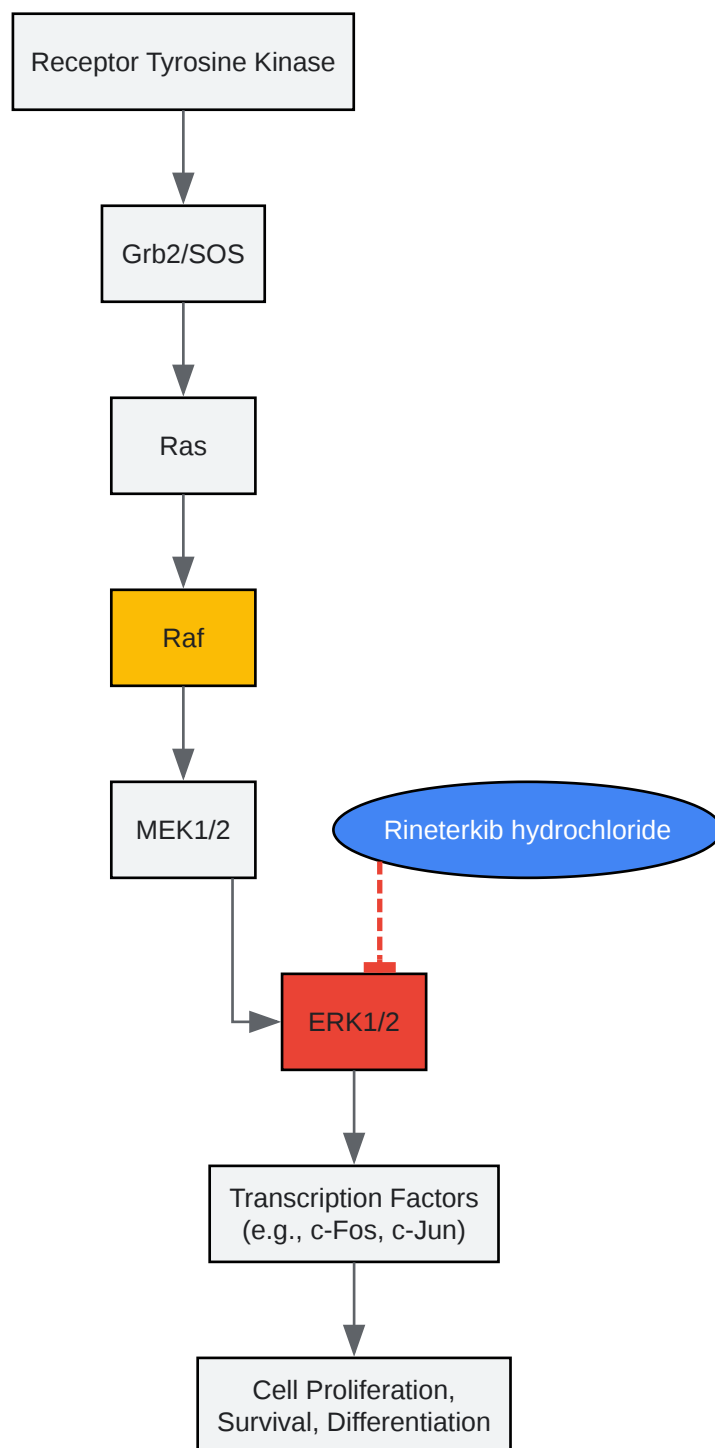 Receptor Tyrosine Kinase
Grb2/SOS
Ras
Raf
MEK1/2
Rineterkib hydrochloride
ERK1/2
Transcription Factors
(e.g., c-Fos, c-Jun)
Cell Proliferation,
Survival, Differentiation